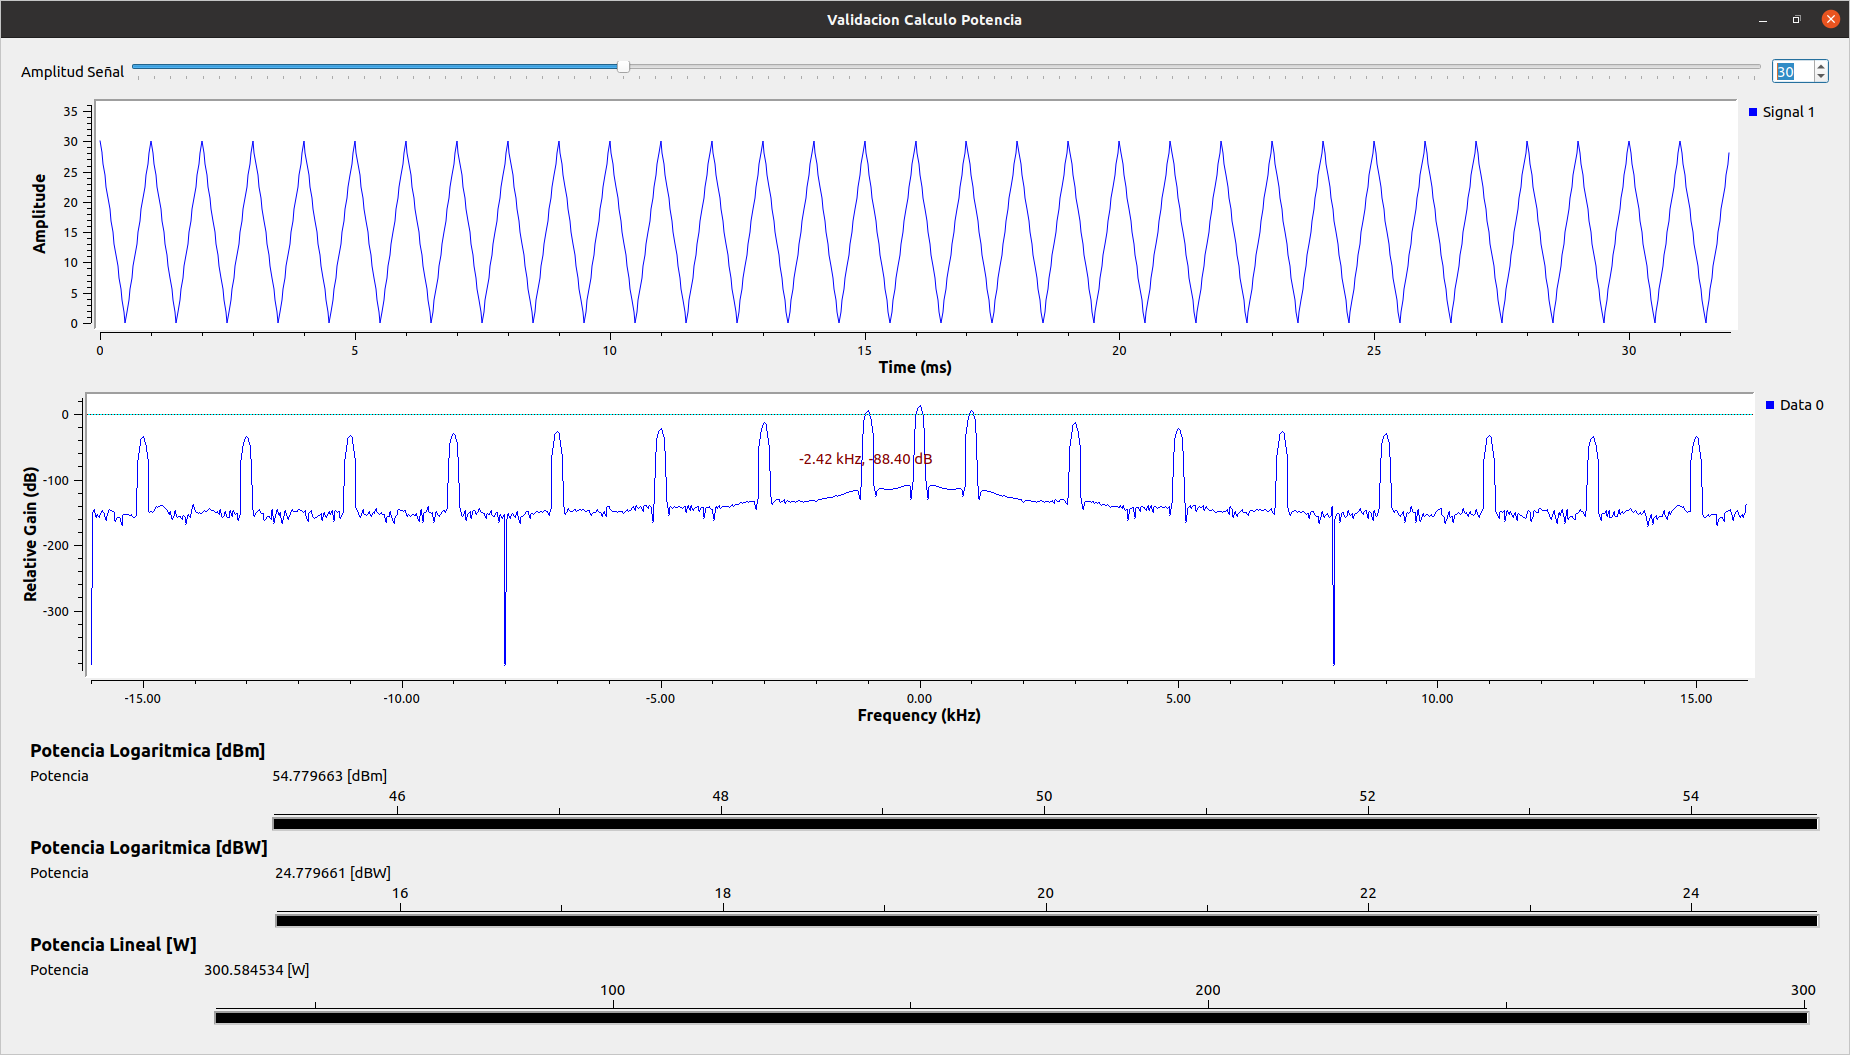 Validacion Calculo Potencia
Amplitud Señal
30
35
30
25
20
15
10
5
0
Amplitude
Signal 1
0 5 10 15 20 25 30
Time (ms)
0
-100
-200
-300
Relative Gain (dB)
Data 0
-2.42 kHz, -88.40 dB
-15.00 -10.00 -5.00 0.00 5.00 10.00 15.00
Frequency (kHz)
Potencia Logaritmica [dBm]
Potencia 54.779663 [dBm]
46 48 50 52 54
Potencia Logaritmica [dBW]
Potencia 24.779661 [dBW]
16 18 20 22 24
Potencia Lineal [W]
Potencia 300.584534 [W]
100 200 300